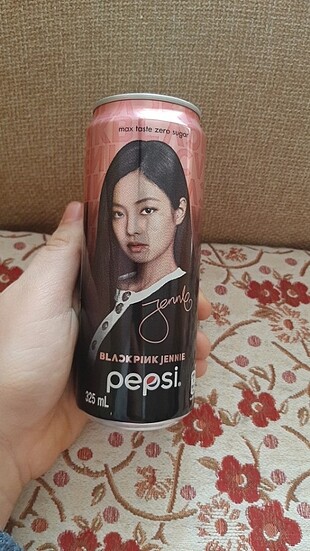 max taste zero sugar
Jennie
BLACKPINK JENNIE
pepsi®
325 mL